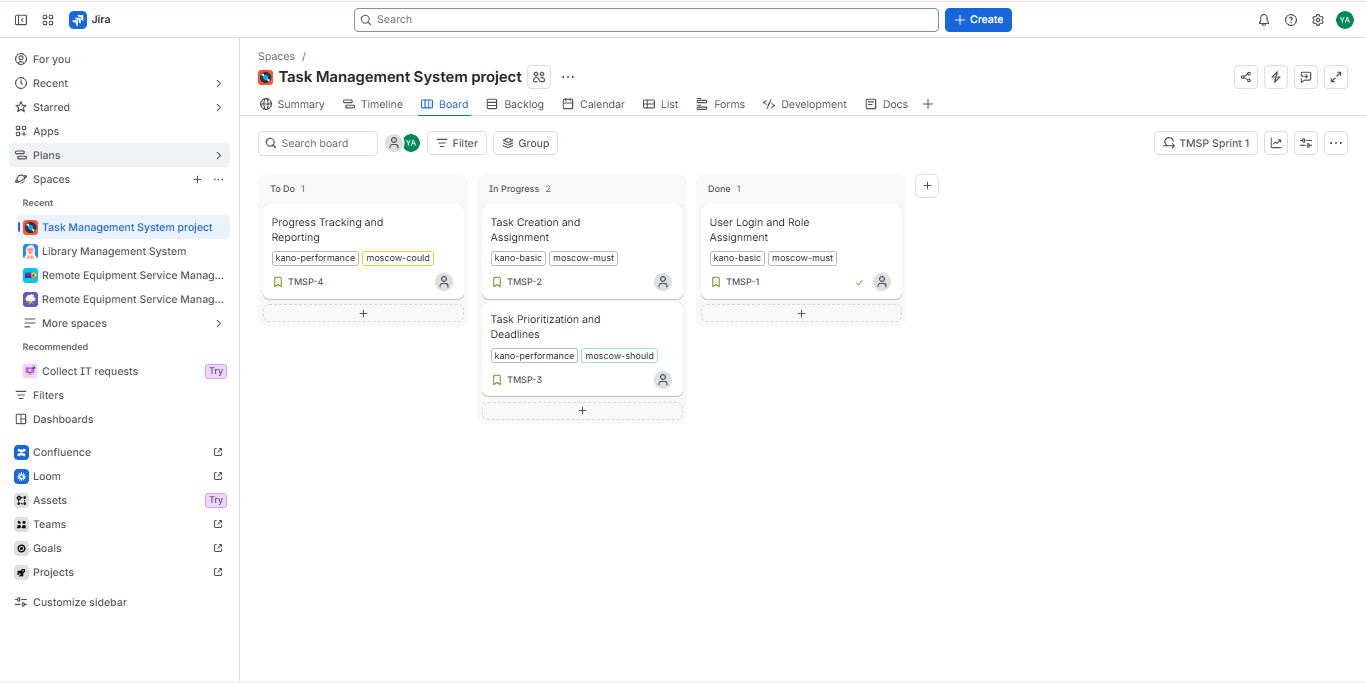 Jira
Search
Create
YA
For you
Recent
Starred
Apps
Plans
Spaces
Recent
Task Management System project
Library Management System
Remote Equipment Service Manag...
Remote Equipment Service Manag...
More spaces
Recommended
Collect IT requests Try
Filters
Dashboards
Confluence
Loom
Assets Try
Teams
Goals
Projects
Customize sidebar
Spaces /
Task Management System project
Summary Timeline Board Backlog Calendar List Forms Development Docs
Search board YA Filter Group TMSP Sprint 1
To Do 1
Progress Tracking and
Reporting
kano-performance moscow-could
TMSP-4
In Progress 2
Task Creation and
Assignment
kano-basic moscow-must
TMSP-2
Task Prioritization and
Deadlines
kano-performance moscow-should
TMSP-3
Done 1
User Login and Role
Assignment
kano-basic moscow-must
TMSP-1